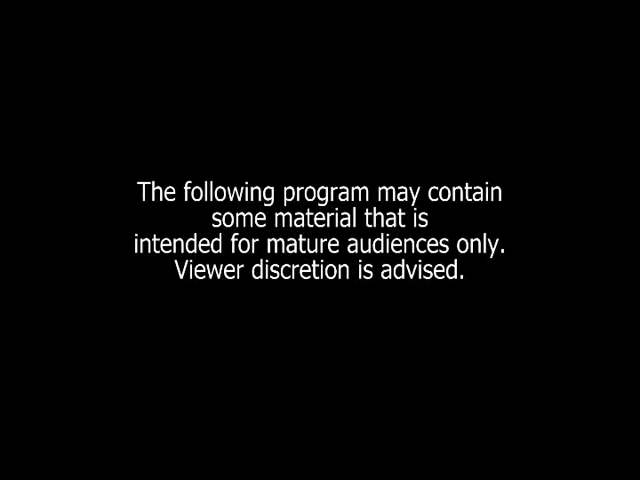 The following program may contain
some material that is
intended for mature audiences only.
Viewer discretion is advised.